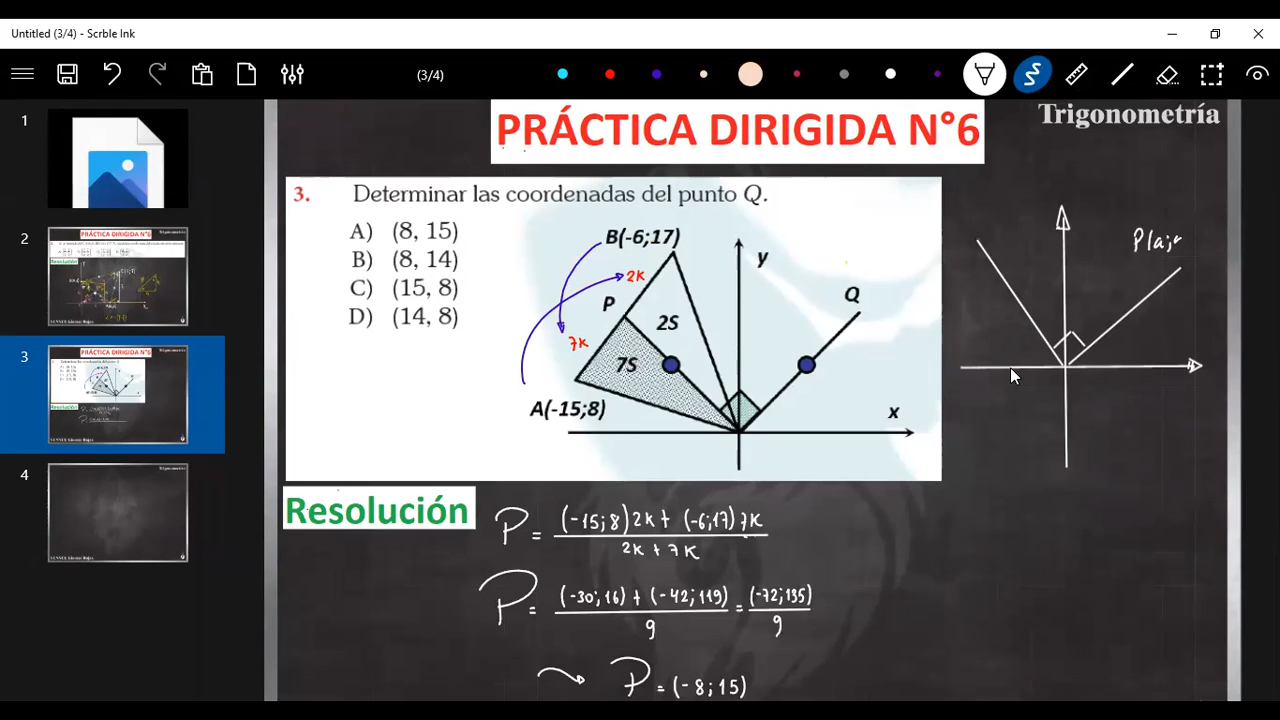 Untitled (3/4) - Scrble Ink
(3/4)
1
2
3
4
PRÁCTICA DIRIGIDA N°6
Trigonometría
3. Determinar las coordenadas del punto Q.
A) (8, 15)
B) (8, 14)
C) (15, 8)
D) (14, 8)
B(-6;17)
2K
P
2S
7K
7S
A(-15;8)
y
Q
x
P(a;
Resolución
P = (-15;8)2K + (-6;17)7K
2K + 7K
P = (-30;16) + (-42;119) = (-72;135)
9 9
P = (-8;15)